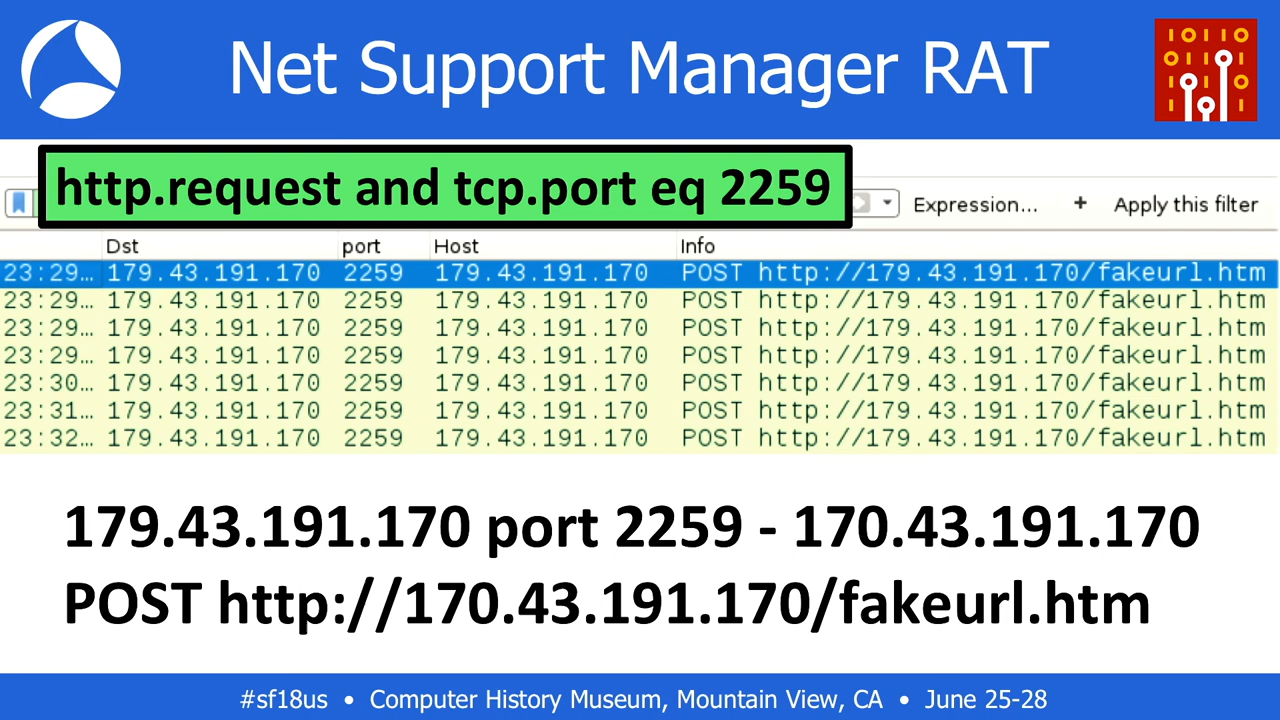 Net Support Manager RAT
http.request and tcp.port eq 2259
Expression... + Apply this filter
Dst port Host Info
23:29... 179.43.191.170 2259 179.43.191.170 POST http://179.43.191.170/fakeurl.htm
23:29... 179.43.191.170 2259 179.43.191.170 POST http://179.43.191.170/fakeurl.htm
23:29... 179.43.191.170 2259 179.43.191.170 POST http://179.43.191.170/fakeurl.htm
23:29... 179.43.191.170 2259 179.43.191.170 POST http://179.43.191.170/fakeurl.htm
23:30... 179.43.191.170 2259 179.43.191.170 POST http://179.43.191.170/fakeurl.htm
23:31... 179.43.191.170 2259 179.43.191.170 POST http://179.43.191.170/fakeurl.htm
23:32... 179.43.191.170 2259 179.43.191.170 POST http://179.43.191.170/fakeurl.htm
179.43.191.170 port 2259 - 170.43.191.170
POST http://170.43.191.170/fakeurl.htm
#sf18us • Computer History Museum, Mountain View, CA • June 25-28